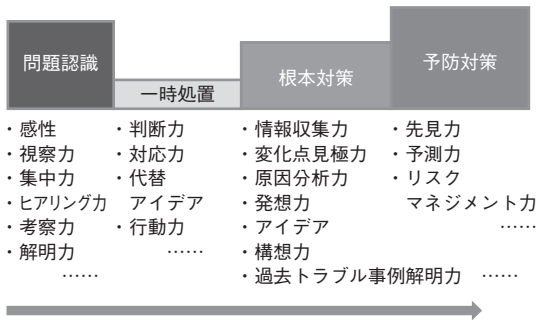 問題認識
一時処置
根本対策
予防対策
・感性
・視察力
・集中力
・ヒアリング力
・考察力
・解明力
……
・判断力
・対応力
・代替
アイデア
・行動力
……
・情報収集力
・変化点見極力
・原因分析力
・発想力
・アイデア
・構想力
・過去トラブル事例解明力 ……
・先見力
・予測力
・リスク
マネジメント力
……